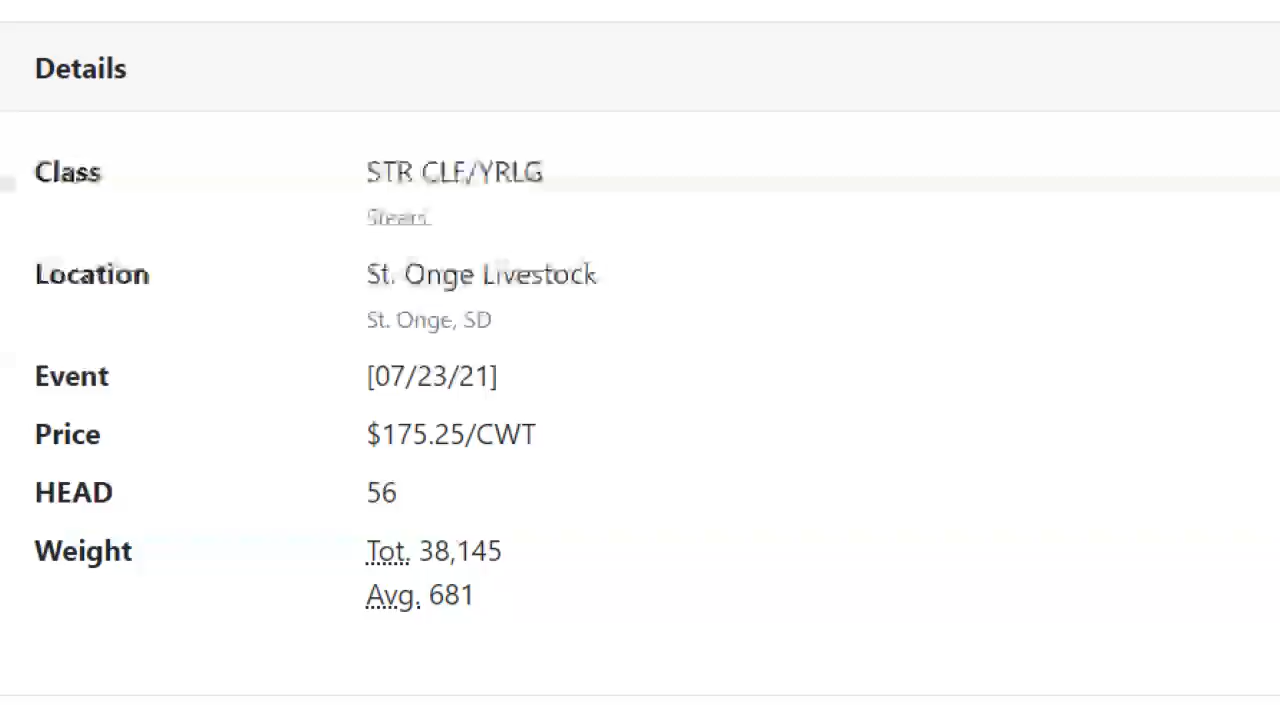 Details
Class STR CLF/YRLG
Steers
Location St. Onge Livestock
St. Onge, SD
Event [07/23/21]
Price $175.25/CWT
HEAD 56
Weight Tot. 38,145
Avg. 681